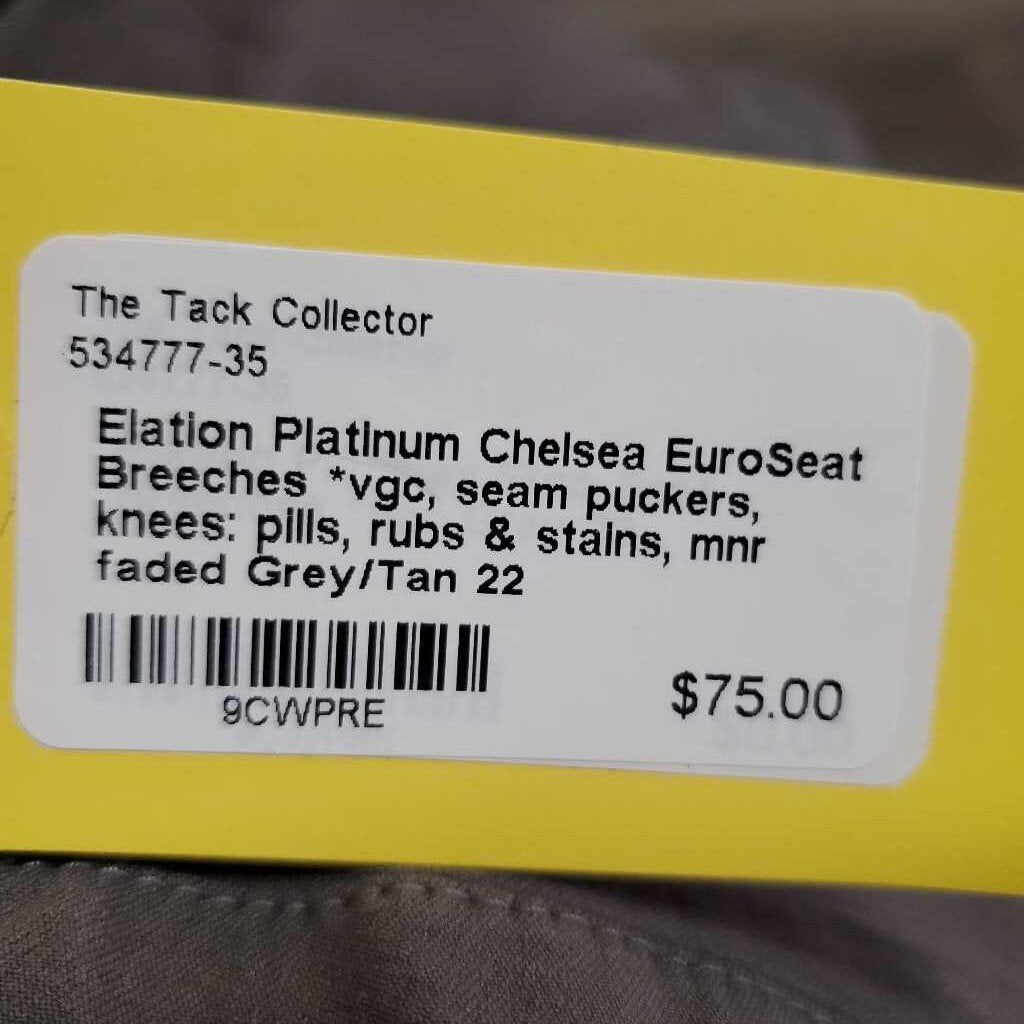 The Tack Collector
534777-35
Elation Platinum Chelsea EuroSeat
Breeches *vgc, seam puckers,
knees: pills, rubs & stains, mnr
faded Grey/Tan 22
9CWPRE
$75.00